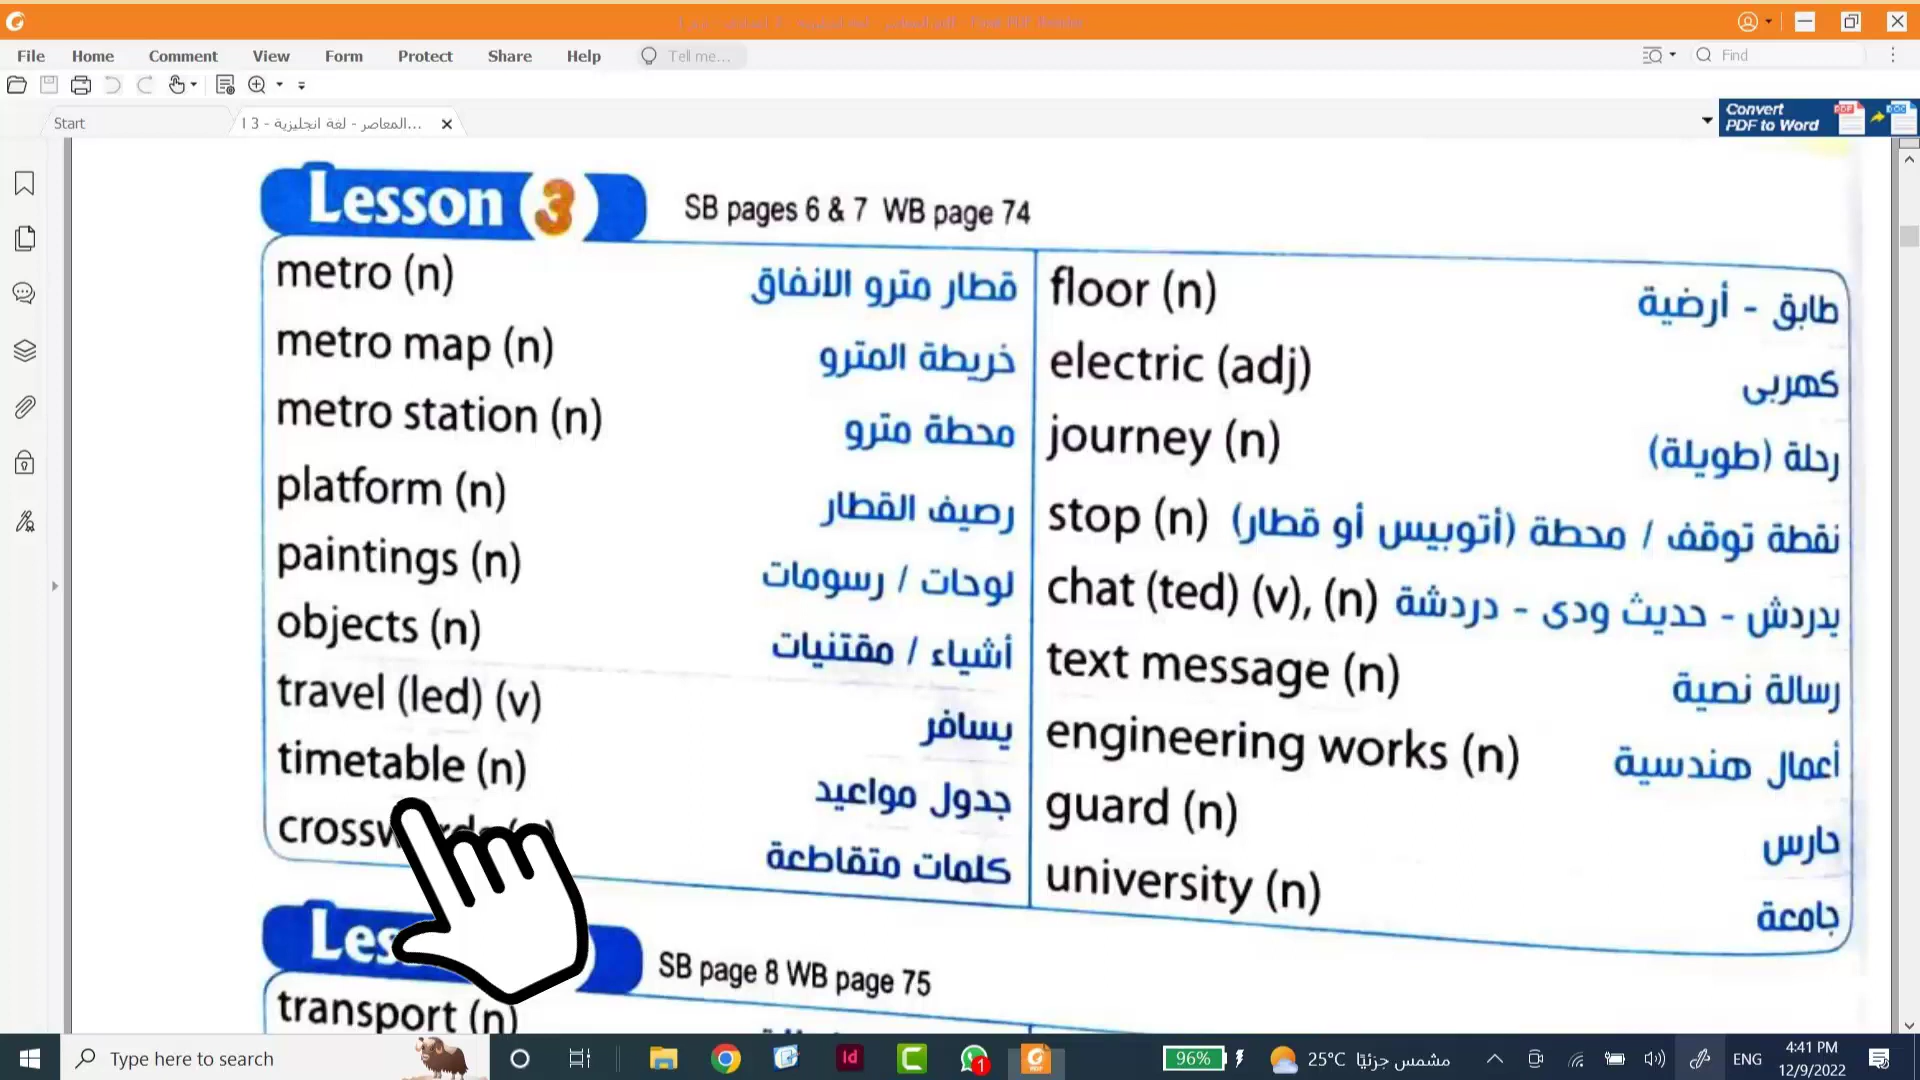 File Home Comment View Form Protect Share Help Tell me... Find
Start
المعاصر - لغة انجليزية - 3 ا...
Convert
PDF to Word
Lesson 3
SB pages 6 & 7 WB page 74
metro (n) قطار مترو الانفاق
metro map (n) خريطة المترو
metro station (n) محطة مترو
platform (n) رصيف القطار
paintings (n) لوحات / رسومات
objects (n) أشياء / مقتنيات
travel (led) (v) يسافر
timetable (n) جدول مواعيد
كلمات متقاطعة
floor (n) طابق - أرضية
electric (adj) كهربى
journey (n) رحلة (طويلة)
stop (n) نقطة توقف / محطة (أتوبيس أو قطار)
chat (ted) (v), (n) يدردش - حديث ودى - دردشة
text message (n) رسالة نصية
engineering works (n) أعمال هندسية
guard (n) حارس
university (n) جامعة
SB page 8 WB page 75
transport (n)
Type here to search
96%
25°C مشمس جزئيًا
ENG
4:41 PM
12/9/2022